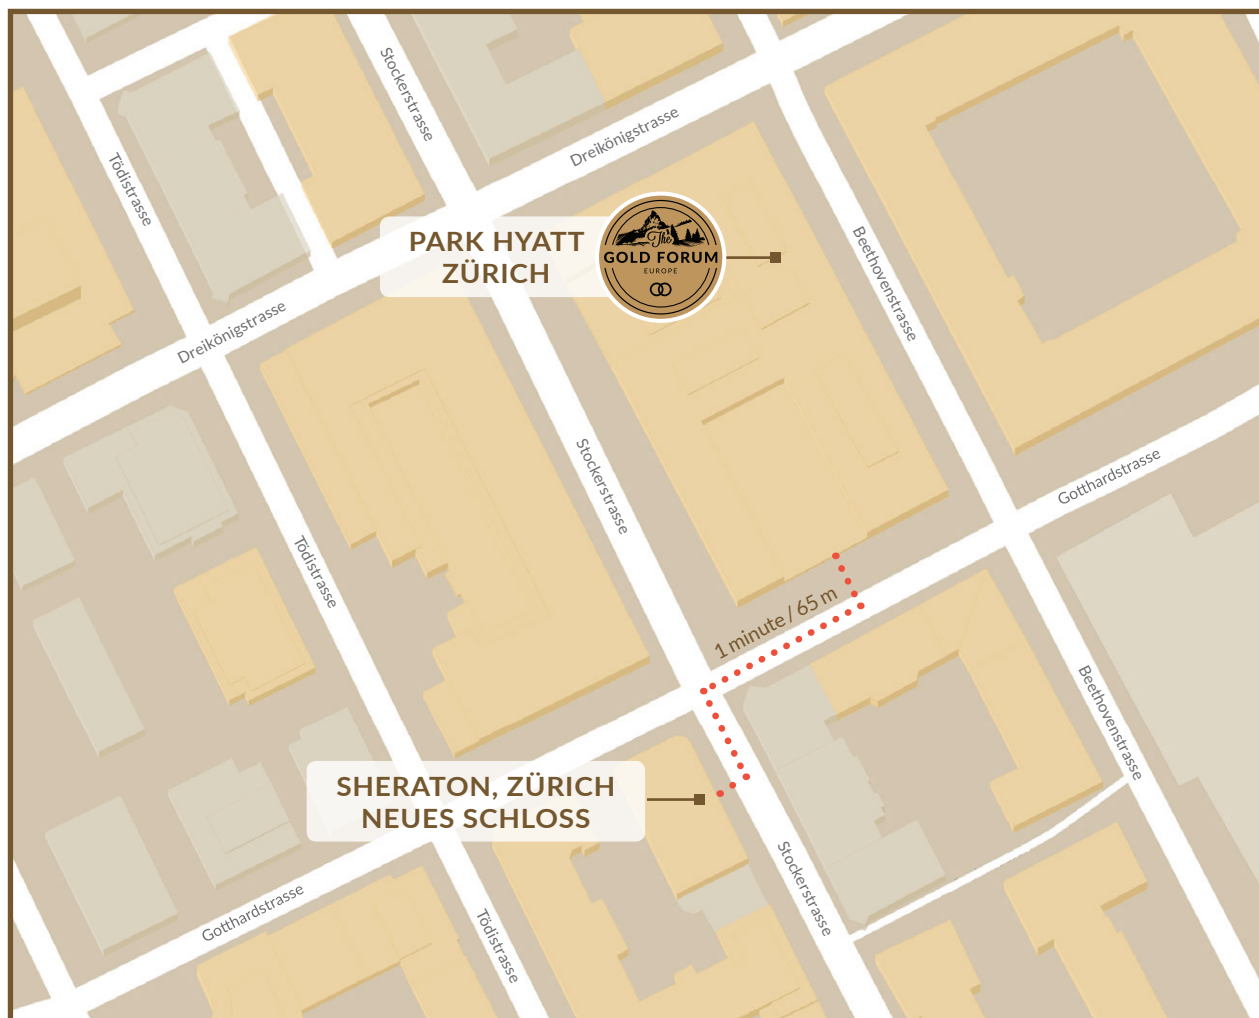 Stockerstrasse
Dreikönigstrasse
Tödistrasse
PARK HYATT
ZÜRICH
The
GOLD FORUM
EUROPE
Beethovenstrasse
Dreikönigstrasse
Stockerstrasse
Gotthardstrasse
Tödistrasse
1 minute / 65 m
Beethovenstrasse
SHERATON, ZÜRICH
NEUES SCHLOSS
Stockerstrasse
Gotthardstrasse
Tödistrasse